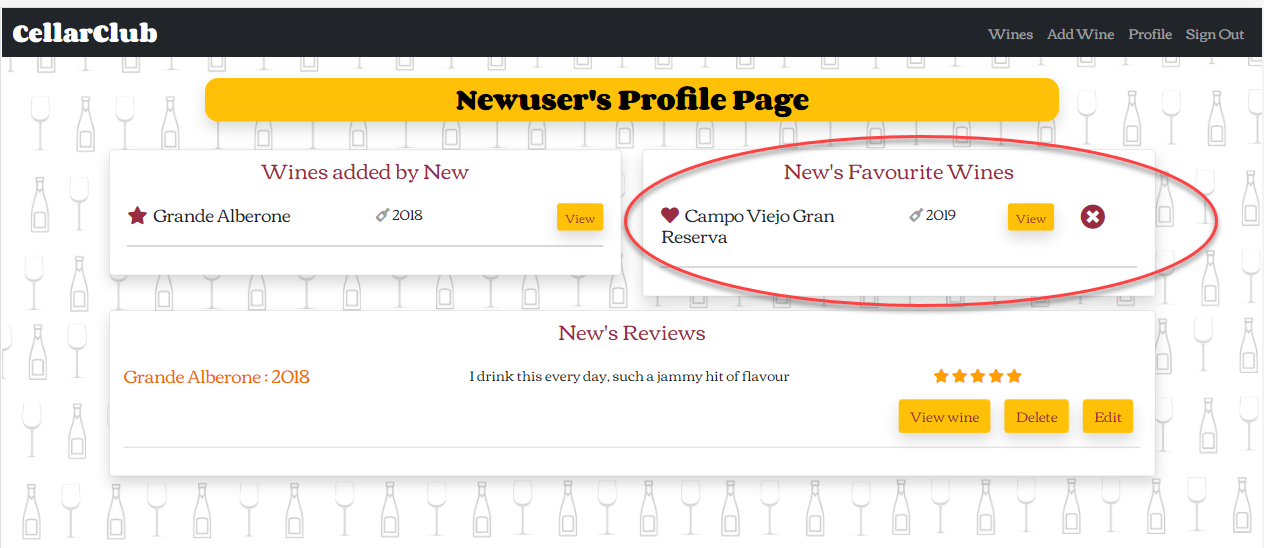 CellarClub
Wines Add Wine Profile Sign Out
Newuser's Profile Page
Wines added by New
Grande Alberone 2018 View
New's Favourite Wines
Campo Viejo Gran 2019 View
Reserva
New's Reviews
Grande Alberone : 2018 I drink this every day, such a jammy hit of flavour
View wine Delete Edit